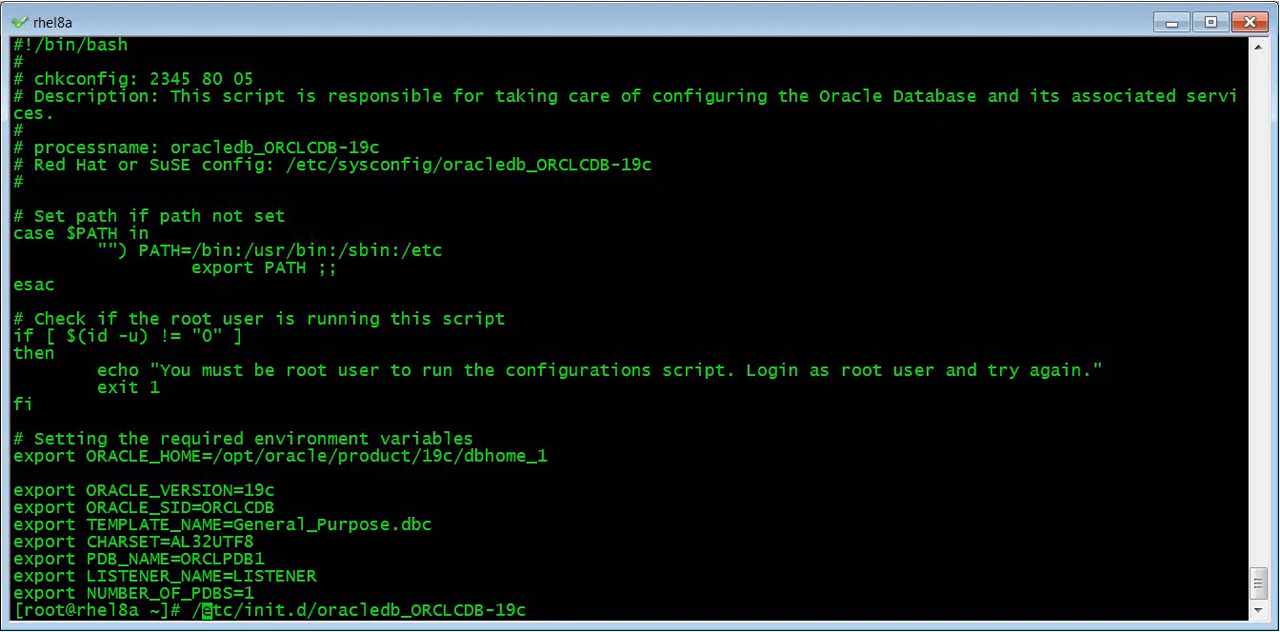 rhel8a
#!/bin/bash
#
# chkconfig: 2345 80 05
# Description: This script is responsible for taking care of configuring the Oracle Database and its associated servi
ces.
#
# processname: oracledb_ORCLCDB-19c
# Red Hat or SuSE config: /etc/sysconfig/oracledb_ORCLCDB-19c
#

# Set path if path not set
case $PATH in
        "") PATH=/bin:/usr/bin:/sbin:/etc
                 export PATH ;;
esac

# Check if the root user is running this script
if [ $(id -u) != "0" ]
then
        echo "You must be root user to run the configurations script. Login as root user and try again."
        exit 1
fi

# Setting the required environment variables
export ORACLE_HOME=/opt/oracle/product/19c/dbhome_1

export ORACLE_VERSION=19c
export ORACLE_SID=ORCLCDB
export TEMPLATE_NAME=General_Purpose.dbc
export CHARSET=AL32UTF8
export PDB_NAME=ORCLPDB1
export LISTENER_NAME=LISTENER
export NUMBER_OF_PDBS=1
[root@rhel8a ~]# /etc/init.d/oracledb_ORCLCDB-19c